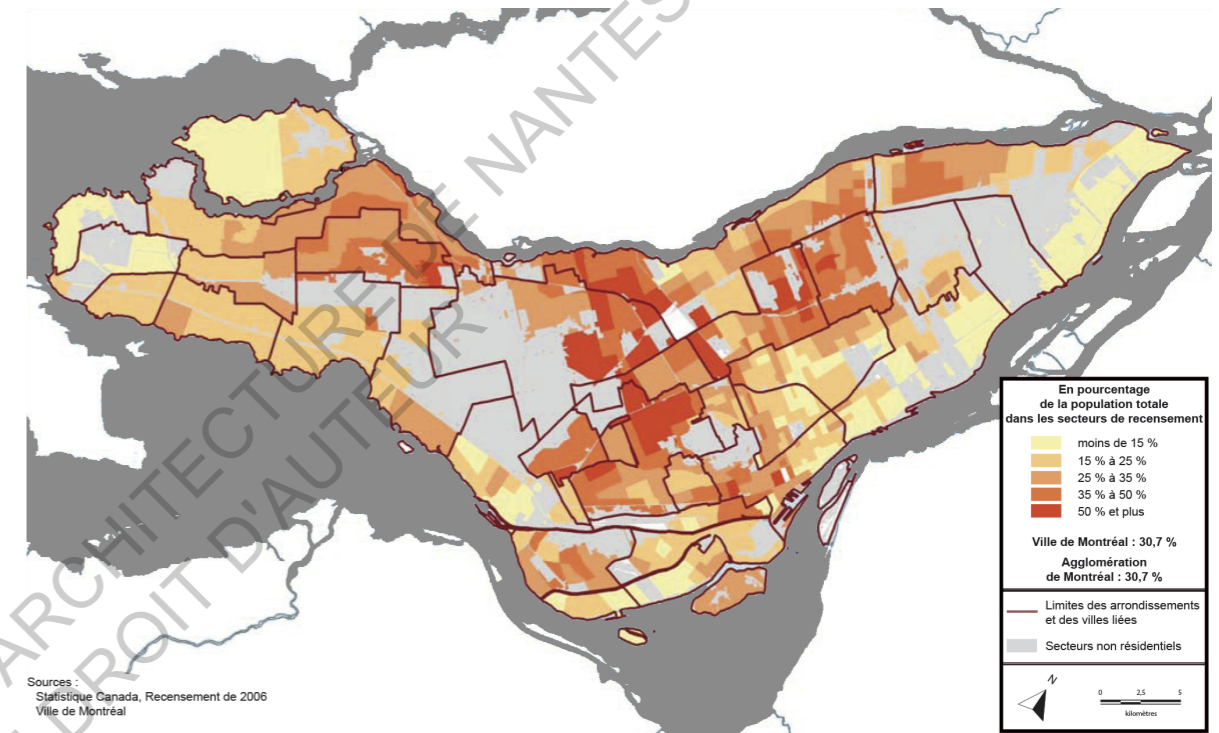 ARCHITECTURE DE NANTES
DROIT D'AUTEUR
En pourcentage
de la population totale
dans les secteurs de recensement
moins de 15 %
15 % à 25 %
25 % à 35 %
35 % à 50 %
50 % et plus
Ville de Montréal : 30,7 %
Agglomération
de Montréal : 30,7 %
Limites des arrondissements
et des villes liées
Secteurs non résidentiels
N
0 2,5 5
kilomètres
Sources :
Statistique Canada, Recensement de 2006
Ville de Montréal